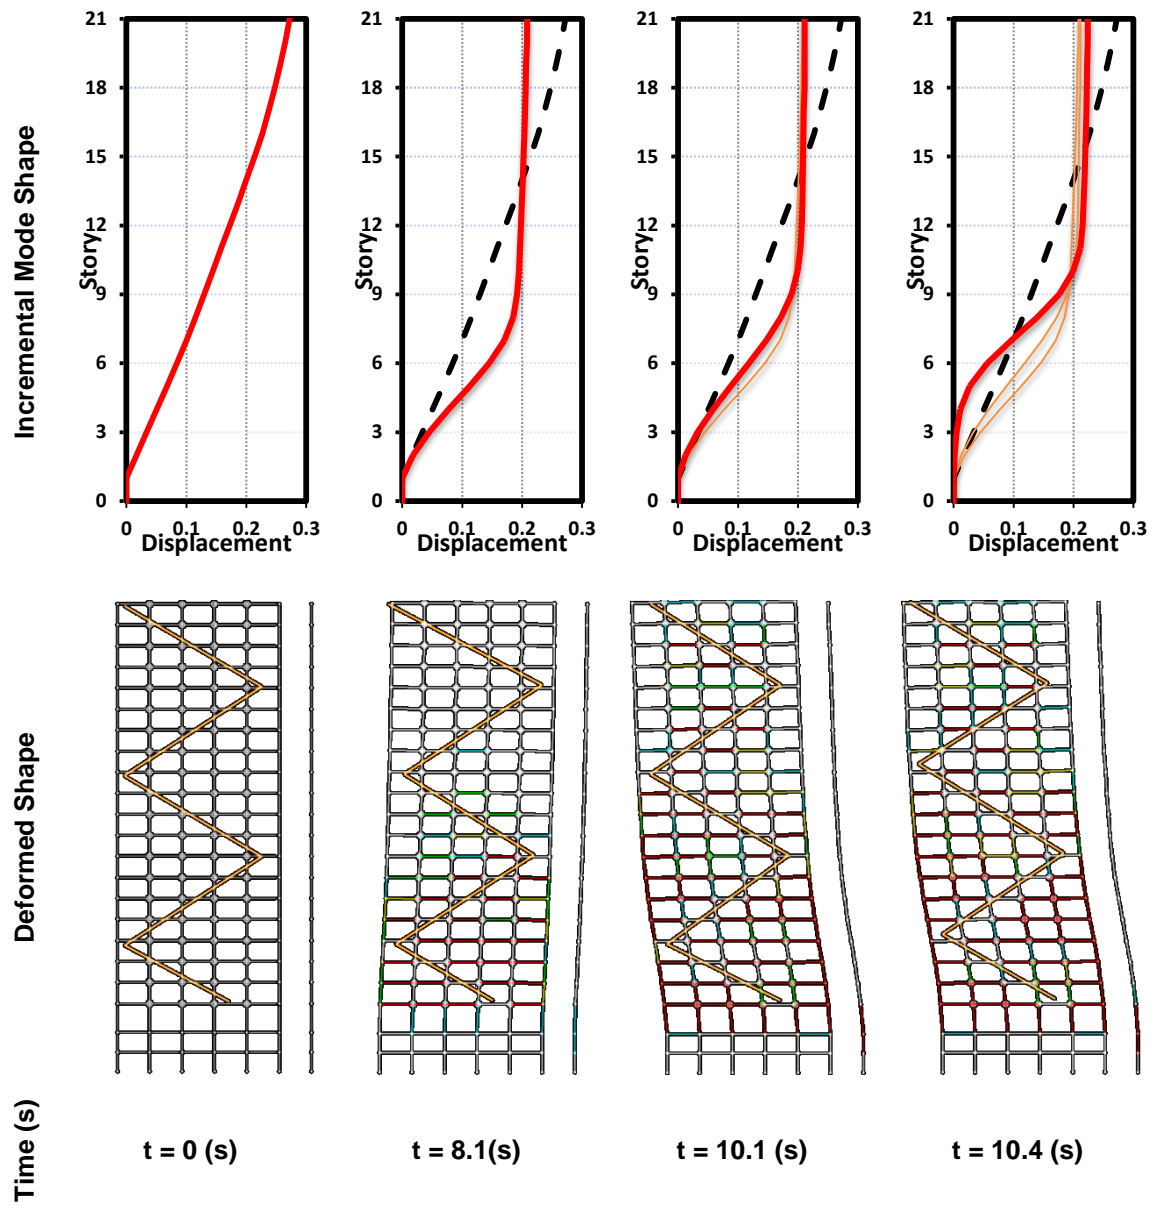 Incremental Mode Shape
21
18
15
12
9
6
3
0
Story
0 0.1 0.2 0.3
Displacement
21
18
15
12
9
6
3
0
Story
0 0.1 0.2 0.3
Displacement
21
18
15
12
9
6
3
0
Story
0 0.1 0.2 0.3
Displacement
21
18
15
12
9
6
3
0
Story
0 0.1 0.2 0.3
Displacement
Deformed Shape
Time (s)
t = 0 (s)
t = 8.1(s)
t = 10.1 (s)
t = 10.4 (s)